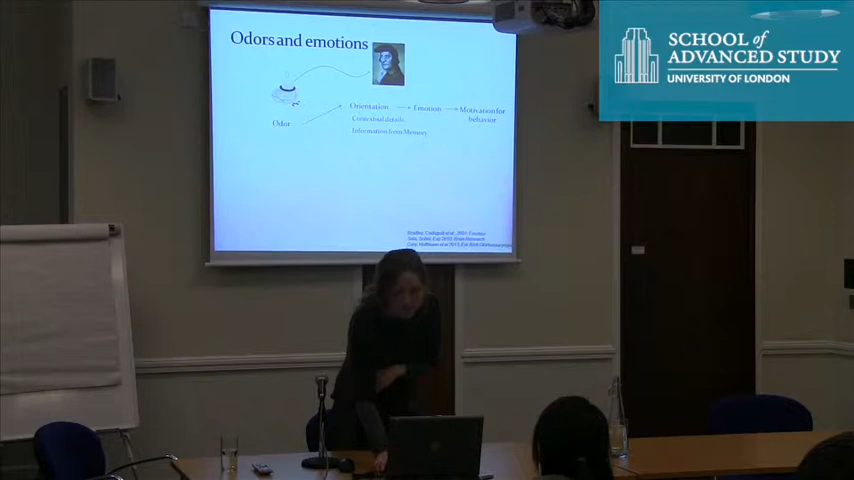 Odors and emotions
Odor
Orientation
Emotion
Motivation for
behavior
Contextual details
Information from Memory
SCHOOL of
ADVANCED STUDY
UNIVERSITY OF LONDON